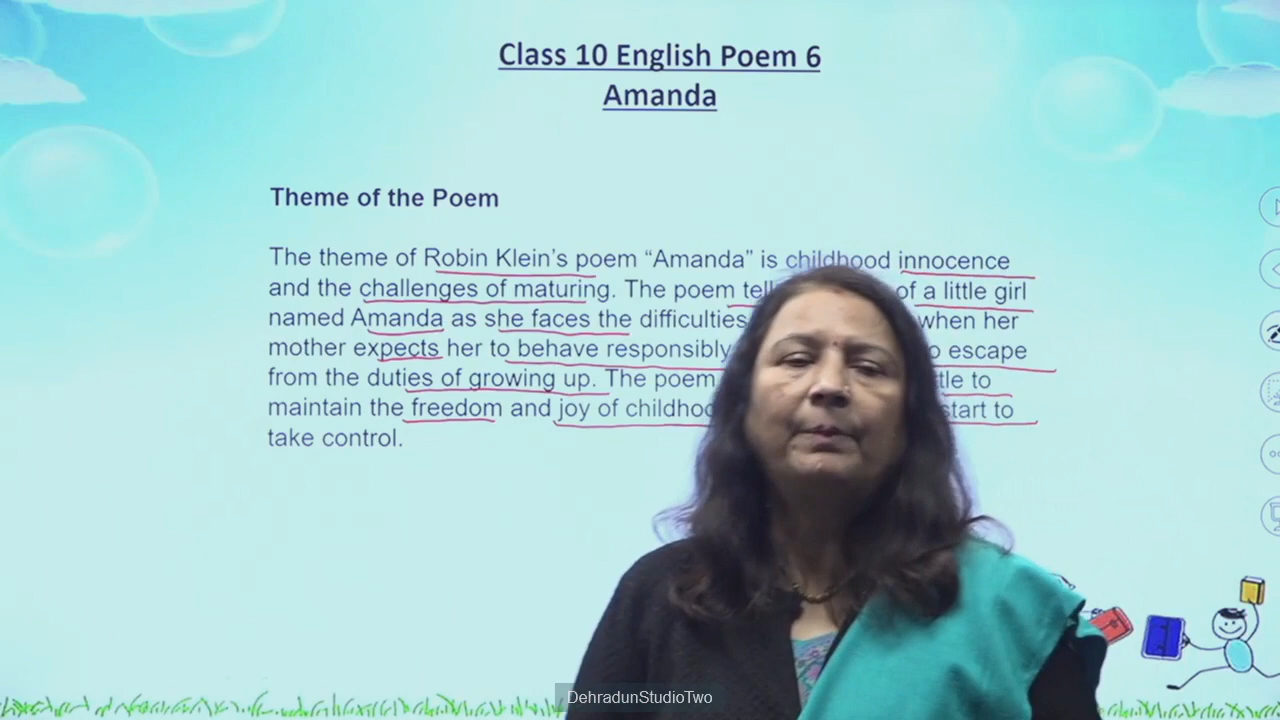 Class 10 English Poem 6
Amanda
Theme of the Poem
The theme of Robin Klein's poem “Amanda” is childhood innocence
and the challenges of maturing. The poem of a little girl
named Amanda as she faces the difficulties when her
mother expects her to behave responsibly escape
from the duties of growing up. The poem to
maintain the freedom and joy of start to
take control.
DehradunStudioTwo